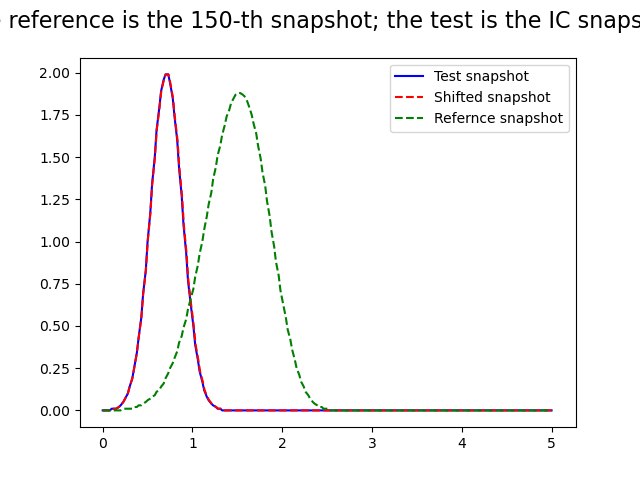 reference is the 150-th snapshot; the test is the IC snaps
Test snapshot
Shifted snapshot
Refernce snapshot
2.00
1.75
1.50
1.25
1.00
0.75
0.50
0.25
0.00
0 1 2 3 4 5